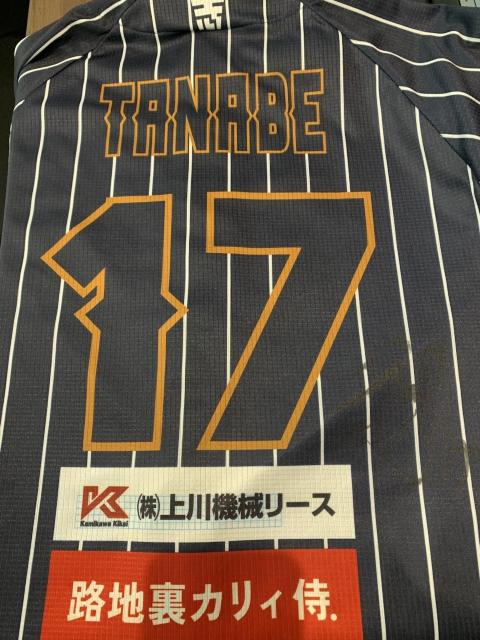 志
TANABE
17
K
Kamikawa Kikai
㈱上川機械リース
路地裏カリィ侍.